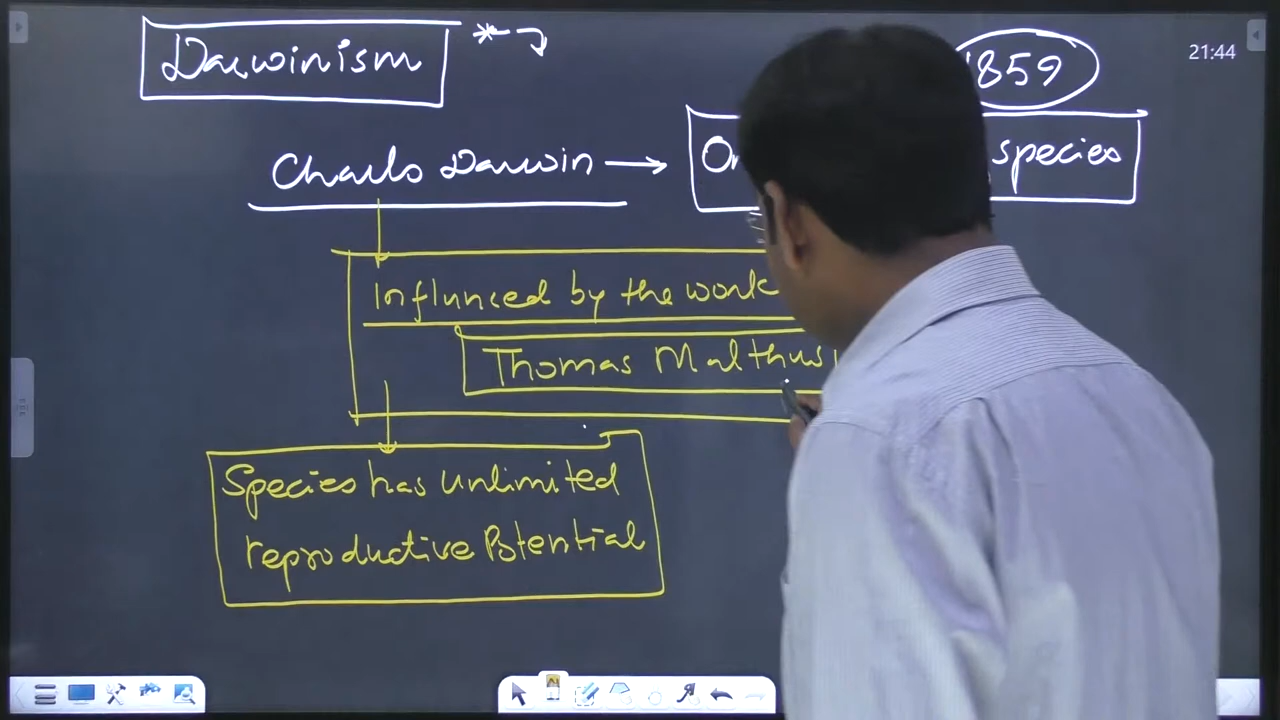 Darwinism
1859
21:44
Charls Darwin → species
Influnced by the work
Thomas Malthus
Species has unlimited
reproductive Potential